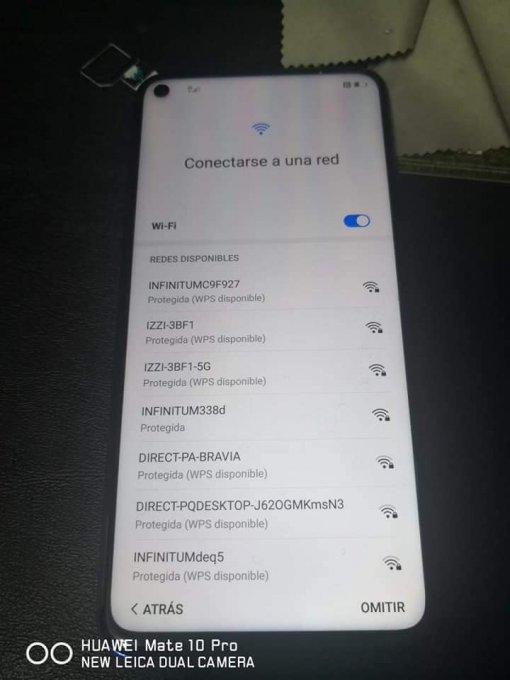 Conectarse a una red
Wi-Fi
REDES DISPONIBLES
INFINITUMC9F927
Protegida (WPS disponible)
IZZI-3BF1
Protegida (WPS disponible)
IZZI-3BF1-5G
Protegida (WPS disponible)
INFINITUM338d
Protegida
DIRECT-PA-BRAVIA
Protegida (WPS disponible)
DIRECT-PQDESKTOP-J62OGMKmsN3
Protegida (WPS disponible)
INFINITUMdeq5
Protegida (WPS disponible)
< ATRÁS OMITIR
HUAWEI Mate 10 Pro
NEW LEICA DUAL CAMERA